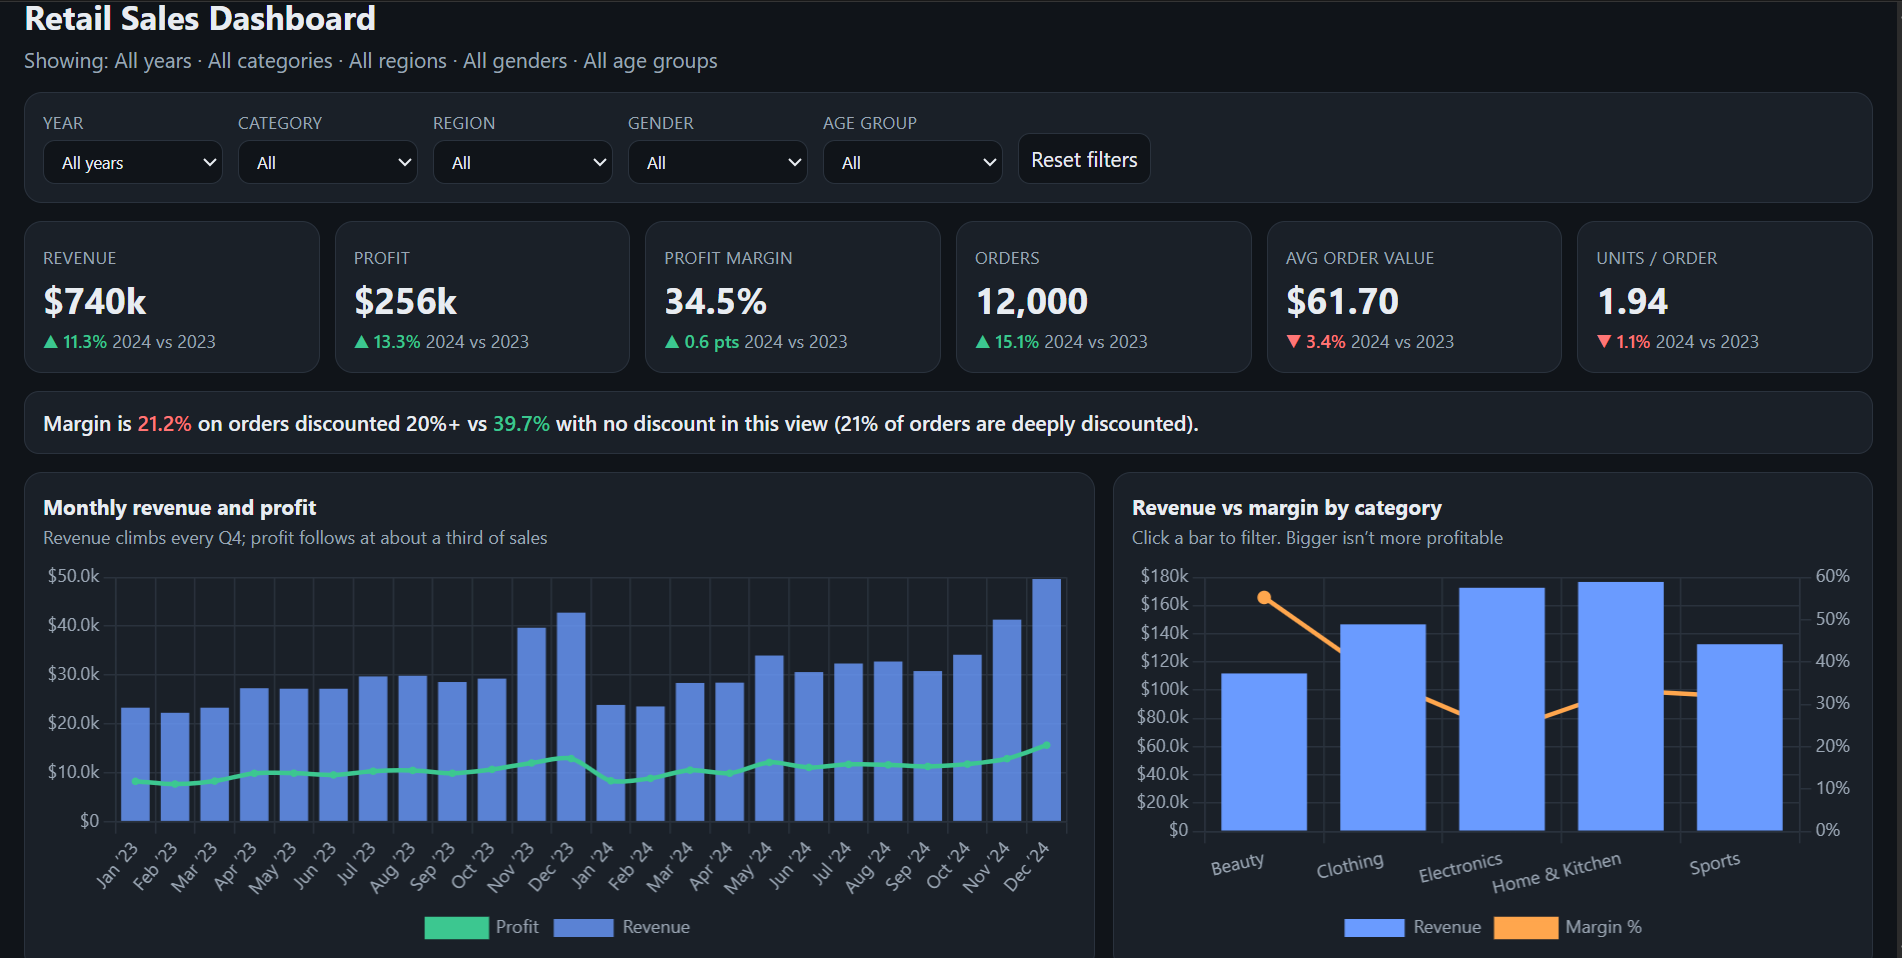 Retail Sales Dashboard
Showing: All years · All categories · All regions · All genders · All age groups
YEAR
CATEGORY
REGION
GENDER
AGE GROUP
All years
All
All
All
All
Reset filters
REVENUE
$740k
▲ 11.3% 2024 vs 2023
PROFIT
$256k
▲ 13.3% 2024 vs 2023
PROFIT MARGIN
34.5%
▲ 0.6 pts 2024 vs 2023
ORDERS
12,000
▲ 15.1% 2024 vs 2023
AVG ORDER VALUE
$61.70
▼ 3.4% 2024 vs 2023
UNITS / ORDER
1.94
▼ 1.1% 2024 vs 2023
Margin is 21.2% on orders discounted 20%+ vs 39.7% with no discount in this view (21% of orders are deeply discounted).
Monthly revenue and profit
Revenue climbs every Q4; profit follows at about a third of sales
$50.0k
$40.0k
$30.0k
$20.0k
$10.0k
$0
Jan '23
Feb '23
Mar '23
Apr '23
May '23
Jun '23
Jul '23
Aug '23
Sep '23
Oct '23
Nov '23
Dec '23
Jan '24
Feb '24
Mar '24
Apr '24
May '24
Jun '24
Jul '24
Aug '24
Sep '24
Oct '24
Nov '24
Dec '24
Profit
Revenue
Revenue vs margin by category
Click a bar to filter. Bigger isn’t more profitable
$180k
$160k
$140k
$120k
$100k
$80.0k
$60.0k
$40.0k
$20.0k
$0
60%
50%
40%
30%
20%
10%
0%
Beauty
Clothing
Electronics
Home & Kitchen
Sports
Revenue
Margin %